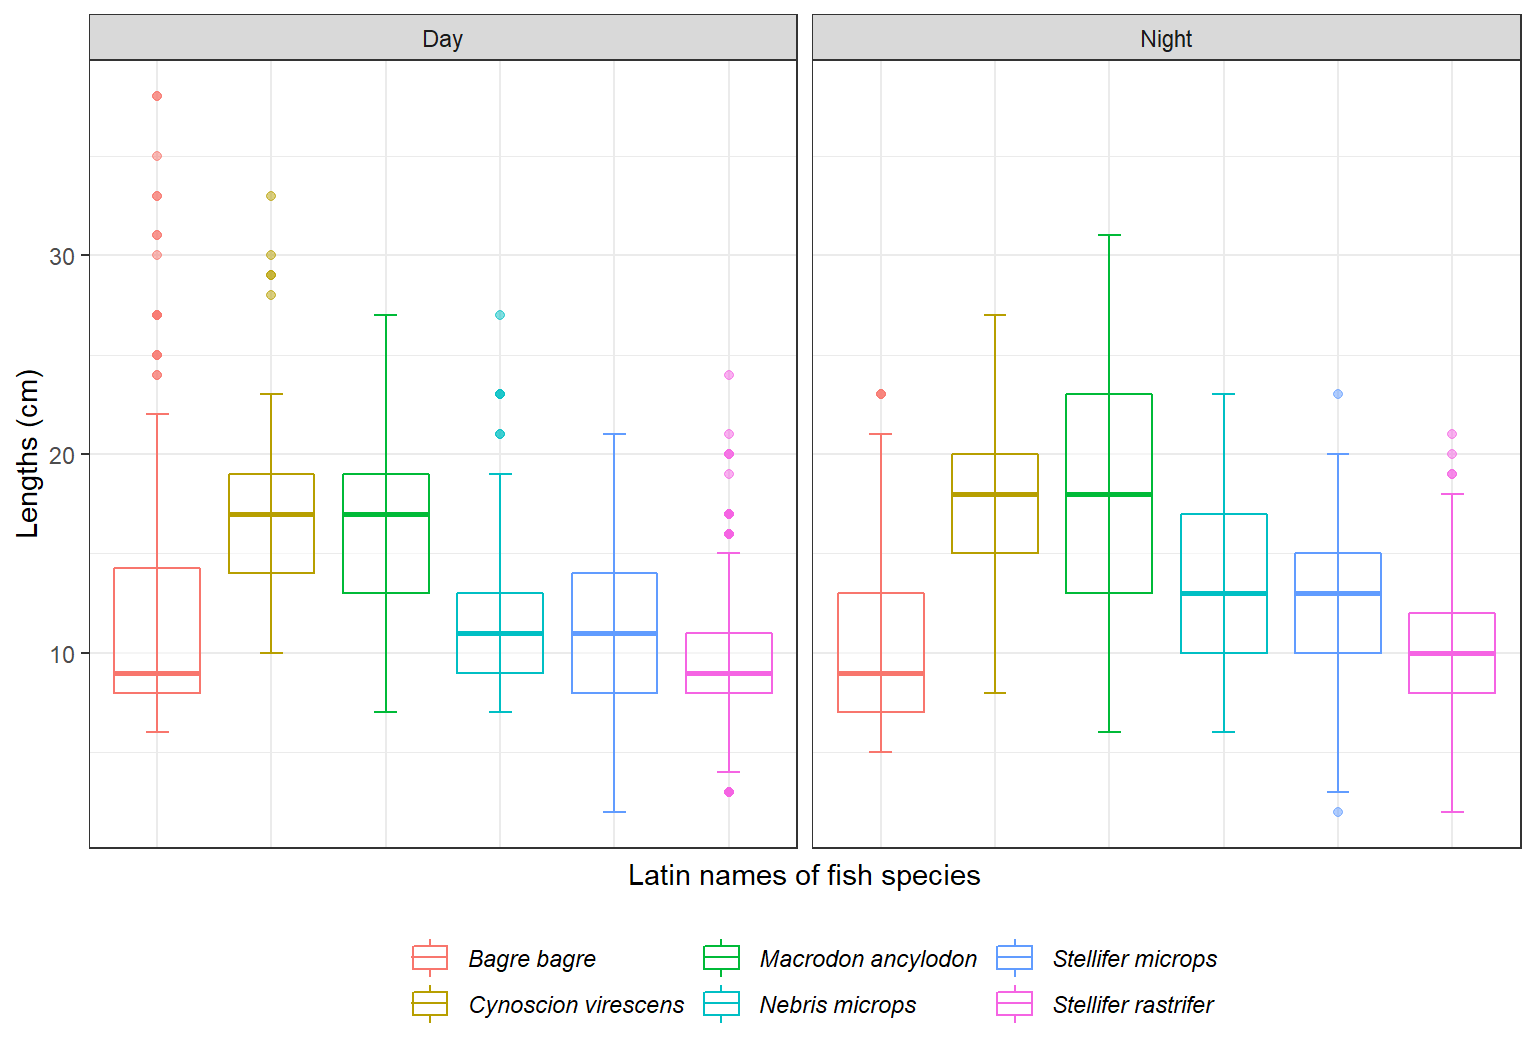 Day
Night
Lengths (cm)
30
20
10
Latin names of fish species
Bagre bagre
Macrodon ancylodon
Stellifer microps
Cynoscion virescens
Nebris microps
Stellifer rastrifer